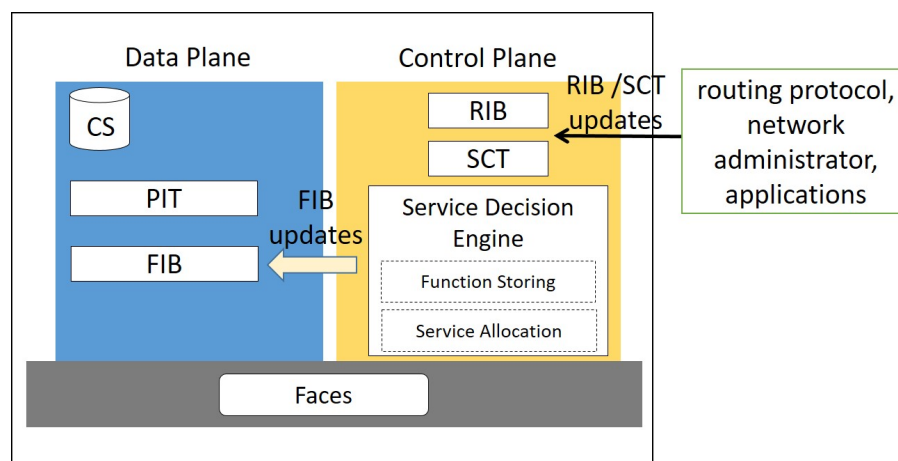 Data Plane
CS
PIT
FIB
FIB
updates
Control Plane
RIB
SCT
RIB /SCT
updates
Service Decision
Engine
Function Storing
Service Allocation
routing protocol,
network
administrator,
applications
Faces